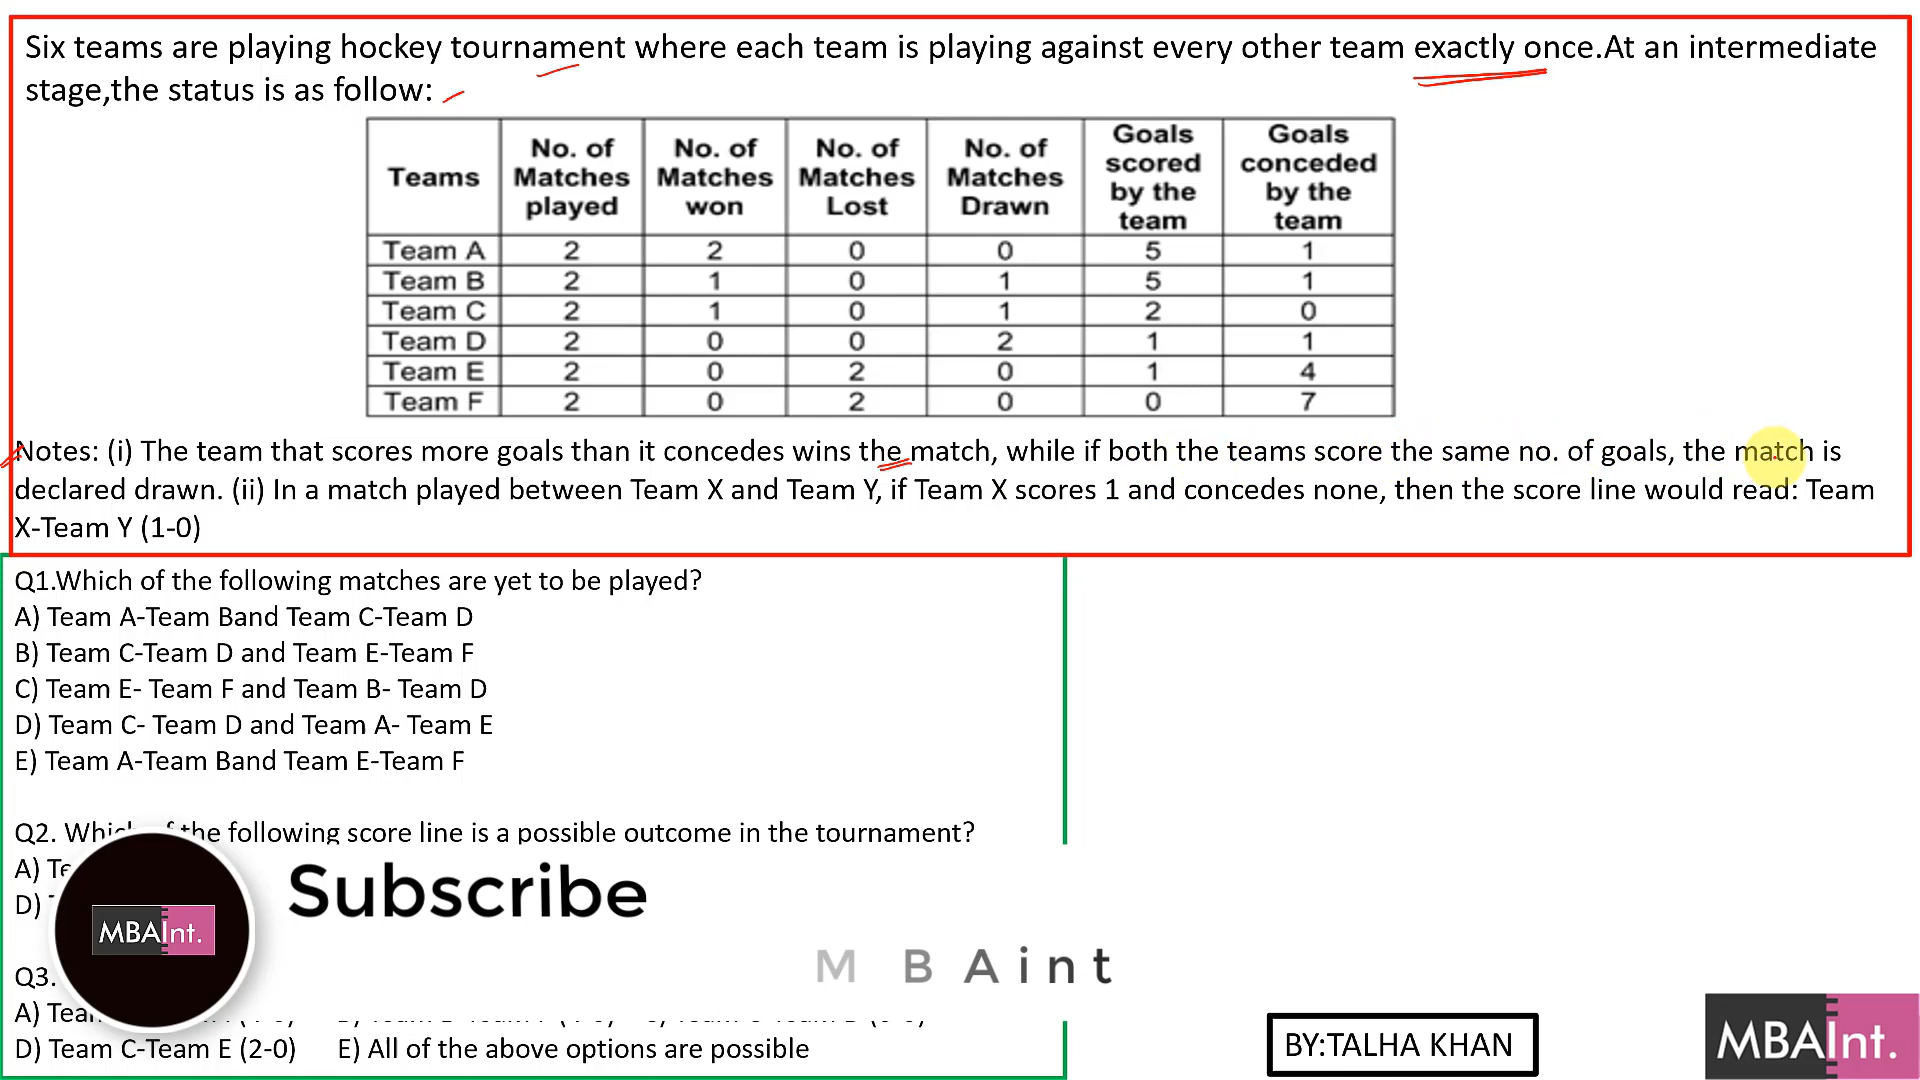 Six teams are playing hockey tournament where each team is playing against every other team exactly once.At an intermediate
stage,the status is as follow:
Teams No. of Matches played No. of Matches won No. of Matches Lost No. of Matches Drawn Goals scored by the team Goals conceded by the team
Team A 2 2 0 0 5 1
Team B 2 1 0 1 5 1
Team C 2 1 0 1 2 0
Team D 2 0 0 2 1 1
Team E 2 0 2 0 1 4
Team F 2 0 2 0 0 7
Notes: (i) The team that scores more goals than it concedes wins the match, while if both the teams score the same no. of goals, the match is
declared drawn. (ii) In a match played between Team X and Team Y, if Team X scores 1 and concedes none, then the score line would read: Team
X-Team Y (1-0)
Q1.Which of the following matches are yet to be played?
A) Team A-Team Band Team C-Team D
B) Team C-Team D and Team E-Team F
C) Team E- Team F and Team B- Team D
D) Team C- Team D and Team A- Team E
E) Team A-Team Band Team E-Team F
Q2. Which of the following score line is a possible outcome in the tournament?
A)
D)
Subscribe
MBAInt.
M B A i n t
Q3.
A)
D) Team C-Team E (2-0) E) All of the above options are possible
BY:TALHA KHAN
MBAInt.